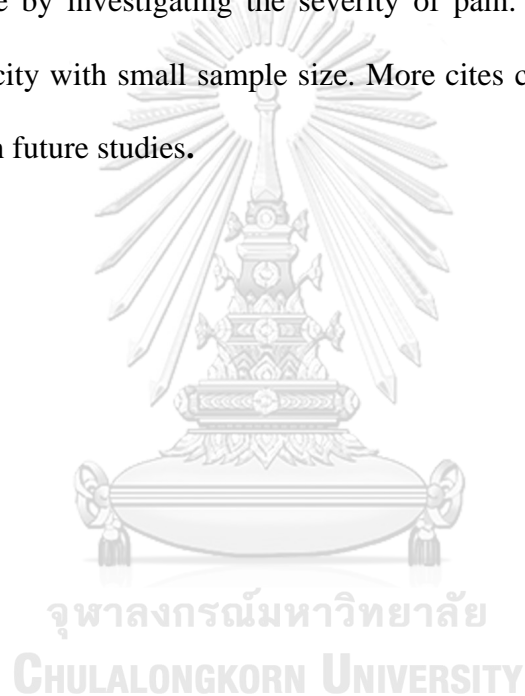 e by investigating the severity of pain.
city with small sample size. More cites c
n future studies.
จุฬาลงกรณ์มหาวิทยาลัย
CHULALONGKORN UNIVERSITY